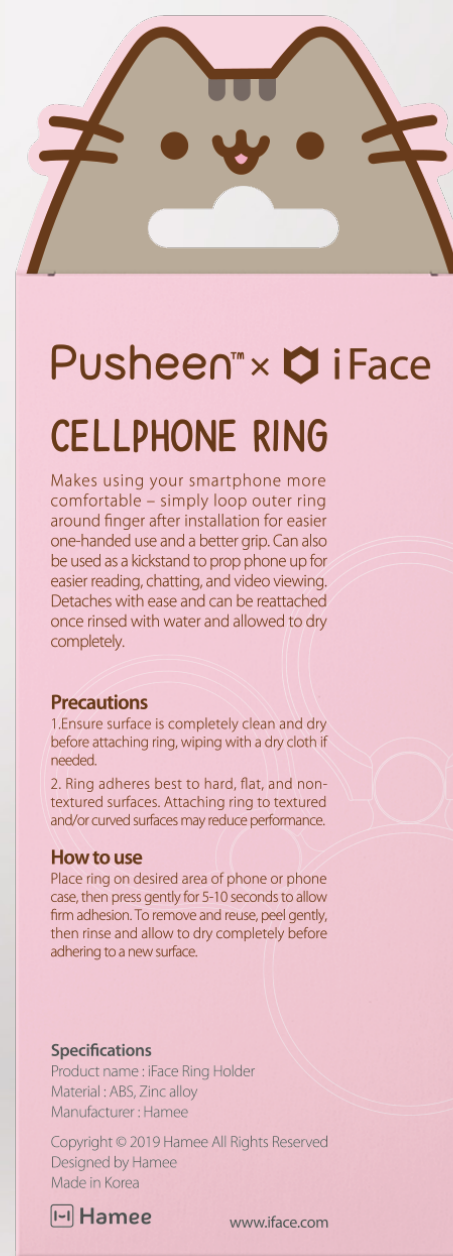 Pusheen™ × iFace
CELLPHONE RING
Makes using your smartphone more
comfortable – simply loop outer ring
around finger after installation for easier
one-handed use and a better grip. Can also
be used as a kickstand to prop phone up for
easier reading, chatting, and video viewing.
Detaches with ease and can be reattached
once rinsed with water and allowed to dry
completely.
Precautions
1.Ensure surface is completely clean and dry
before attaching ring, wiping with a dry cloth if
needed.
2. Ring adheres best to hard, flat, and non-
textured surfaces. Attaching ring to textured
and/or curved surfaces may reduce performance.
How to use
Place ring on desired area of phone or phone
case, then press gently for 5-10 seconds to allow
firm adhesion. To remove and reuse, peel gently,
then rinse and allow to dry completely before
adhering to a new surface.
Specifications
Product name : iFace Ring Holder
Material : ABS, Zinc alloy
Manufacturer : Hamee
Copyright © 2019 Hamee All Rights Reserved
Designed by Hamee
Made in Korea
Hamee
www.iface.com